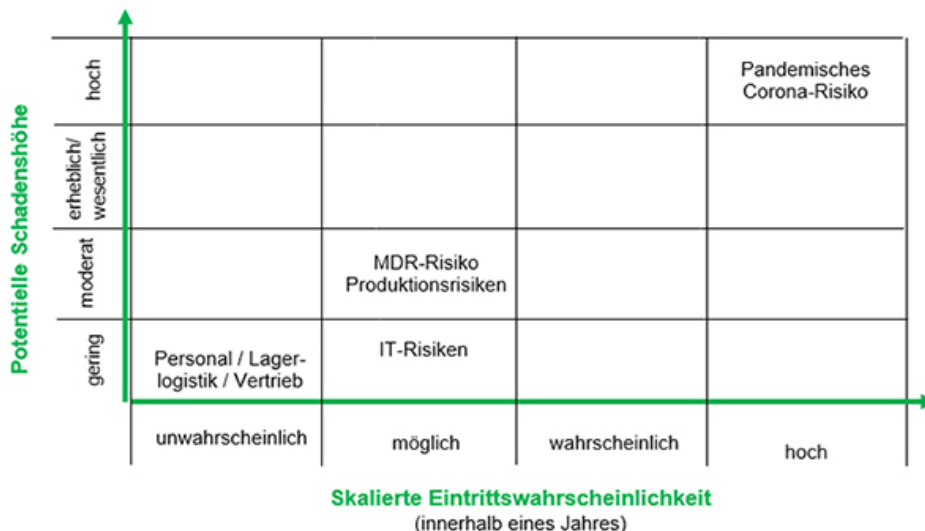 Potentielle Schadenshöhe
hoch
erheblich/
wesentlich
moderat
gering
Pandemisches
Corona-Risiko
MDR-Risiko
Produktionsrisiken
Personal / Lager-
logistik / Vertrieb
IT-Risiken
unwahrscheinlich
möglich
wahrscheinlich
hoch
Skalierte Eintrittswahrscheinlichkeit
(innerhalb eines Jahres)